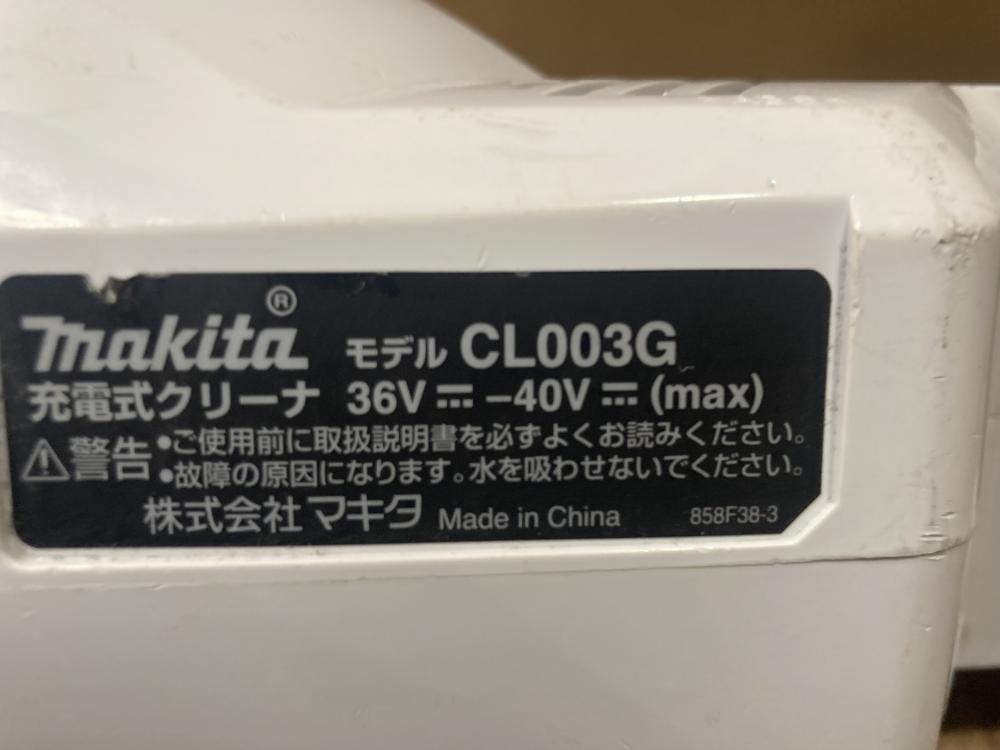 makita® モデル CL003G
充電式クリーナ 36V ⎓ –40V ⎓ (max)
⚠警告 •ご使用前に取扱説明書を必ずよくお読みください。
•故障の原因になります。水を吸わせないでください。
株式会社 マキタ Made in China 858F38-3